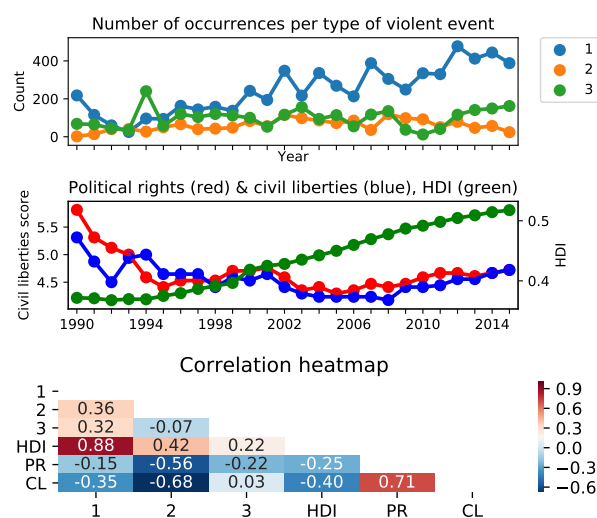 Number of occurrences per type of violent event
400
200
0
Count
Year
1
2
3
Political rights (red) & civil liberties (blue), HDI (green)
5.5
5.0
4.5
Civil liberties score
0.5
0.4
HDI
1990 1994 1998 2002 2006 2010 2014
Correlation heatmap
1
2 0.36
3 0.32 -0.07
HDI 0.88 0.42 0.22
PR -0.15 -0.56 -0.22 -0.25
CL -0.35 -0.68 0.03 -0.40 0.71
1 2 3 HDI PR CL
0.9
0.6
0.3
0.0
−0.3
−0.6